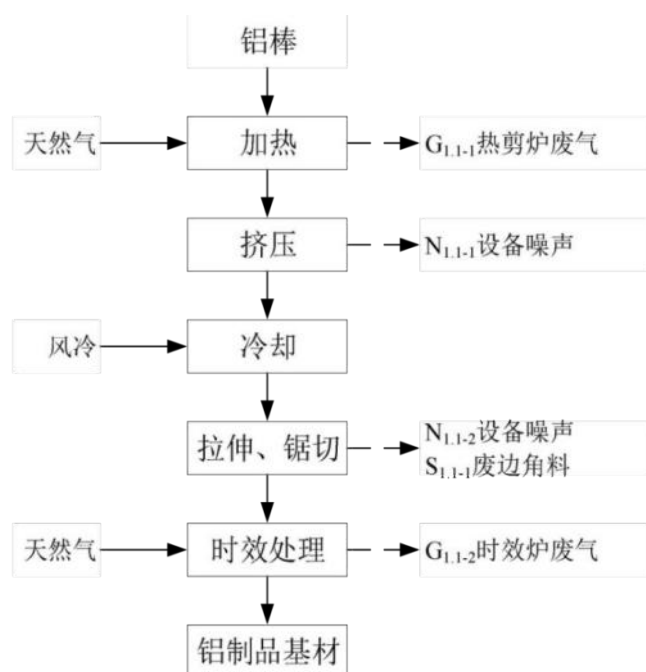 铝棒
天然气
加热
G1.1-1热剪炉废气
挤压
N1.1-1设备噪声
风冷
冷却
拉伸、锯切
N1.1-2设备噪声
S1.1-1废边角料
天然气
时效处理
G1.1-2时效炉废气
铝制品基材